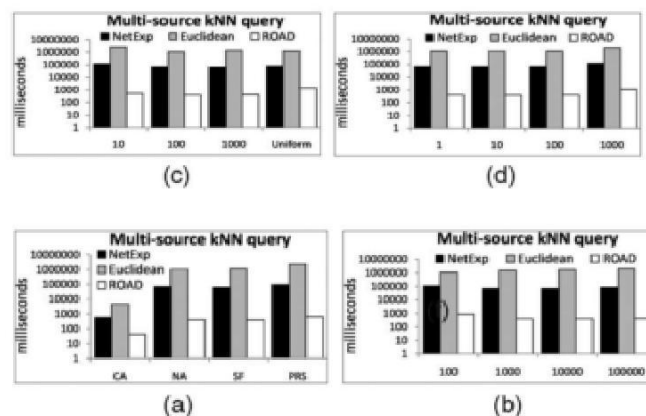 Multi-source kNN query
NetExp Euclidean ROAD
milliseconds
10000000
1000000
100000
10000
1000
100
10
1
10 100 1000 Uniform
(c)
Multi-source kNN query
NetExp Euclidean ROAD
milliseconds
10000000
1000000
100000
10000
1000
100
10
1
1 10 100 1000
(d)
Multi-source kNN query
NetExp
Euclidean
ROAD
milliseconds
10000000
1000000
100000
10000
1000
100
10
1
CA NA SF PRS
(a)
Multi-source kNN query
NetExp Euclidean ROAD
milliseconds
10000000
1000000
100000
10000
1000
100
10
1
100 1000 10000 100000
(b)